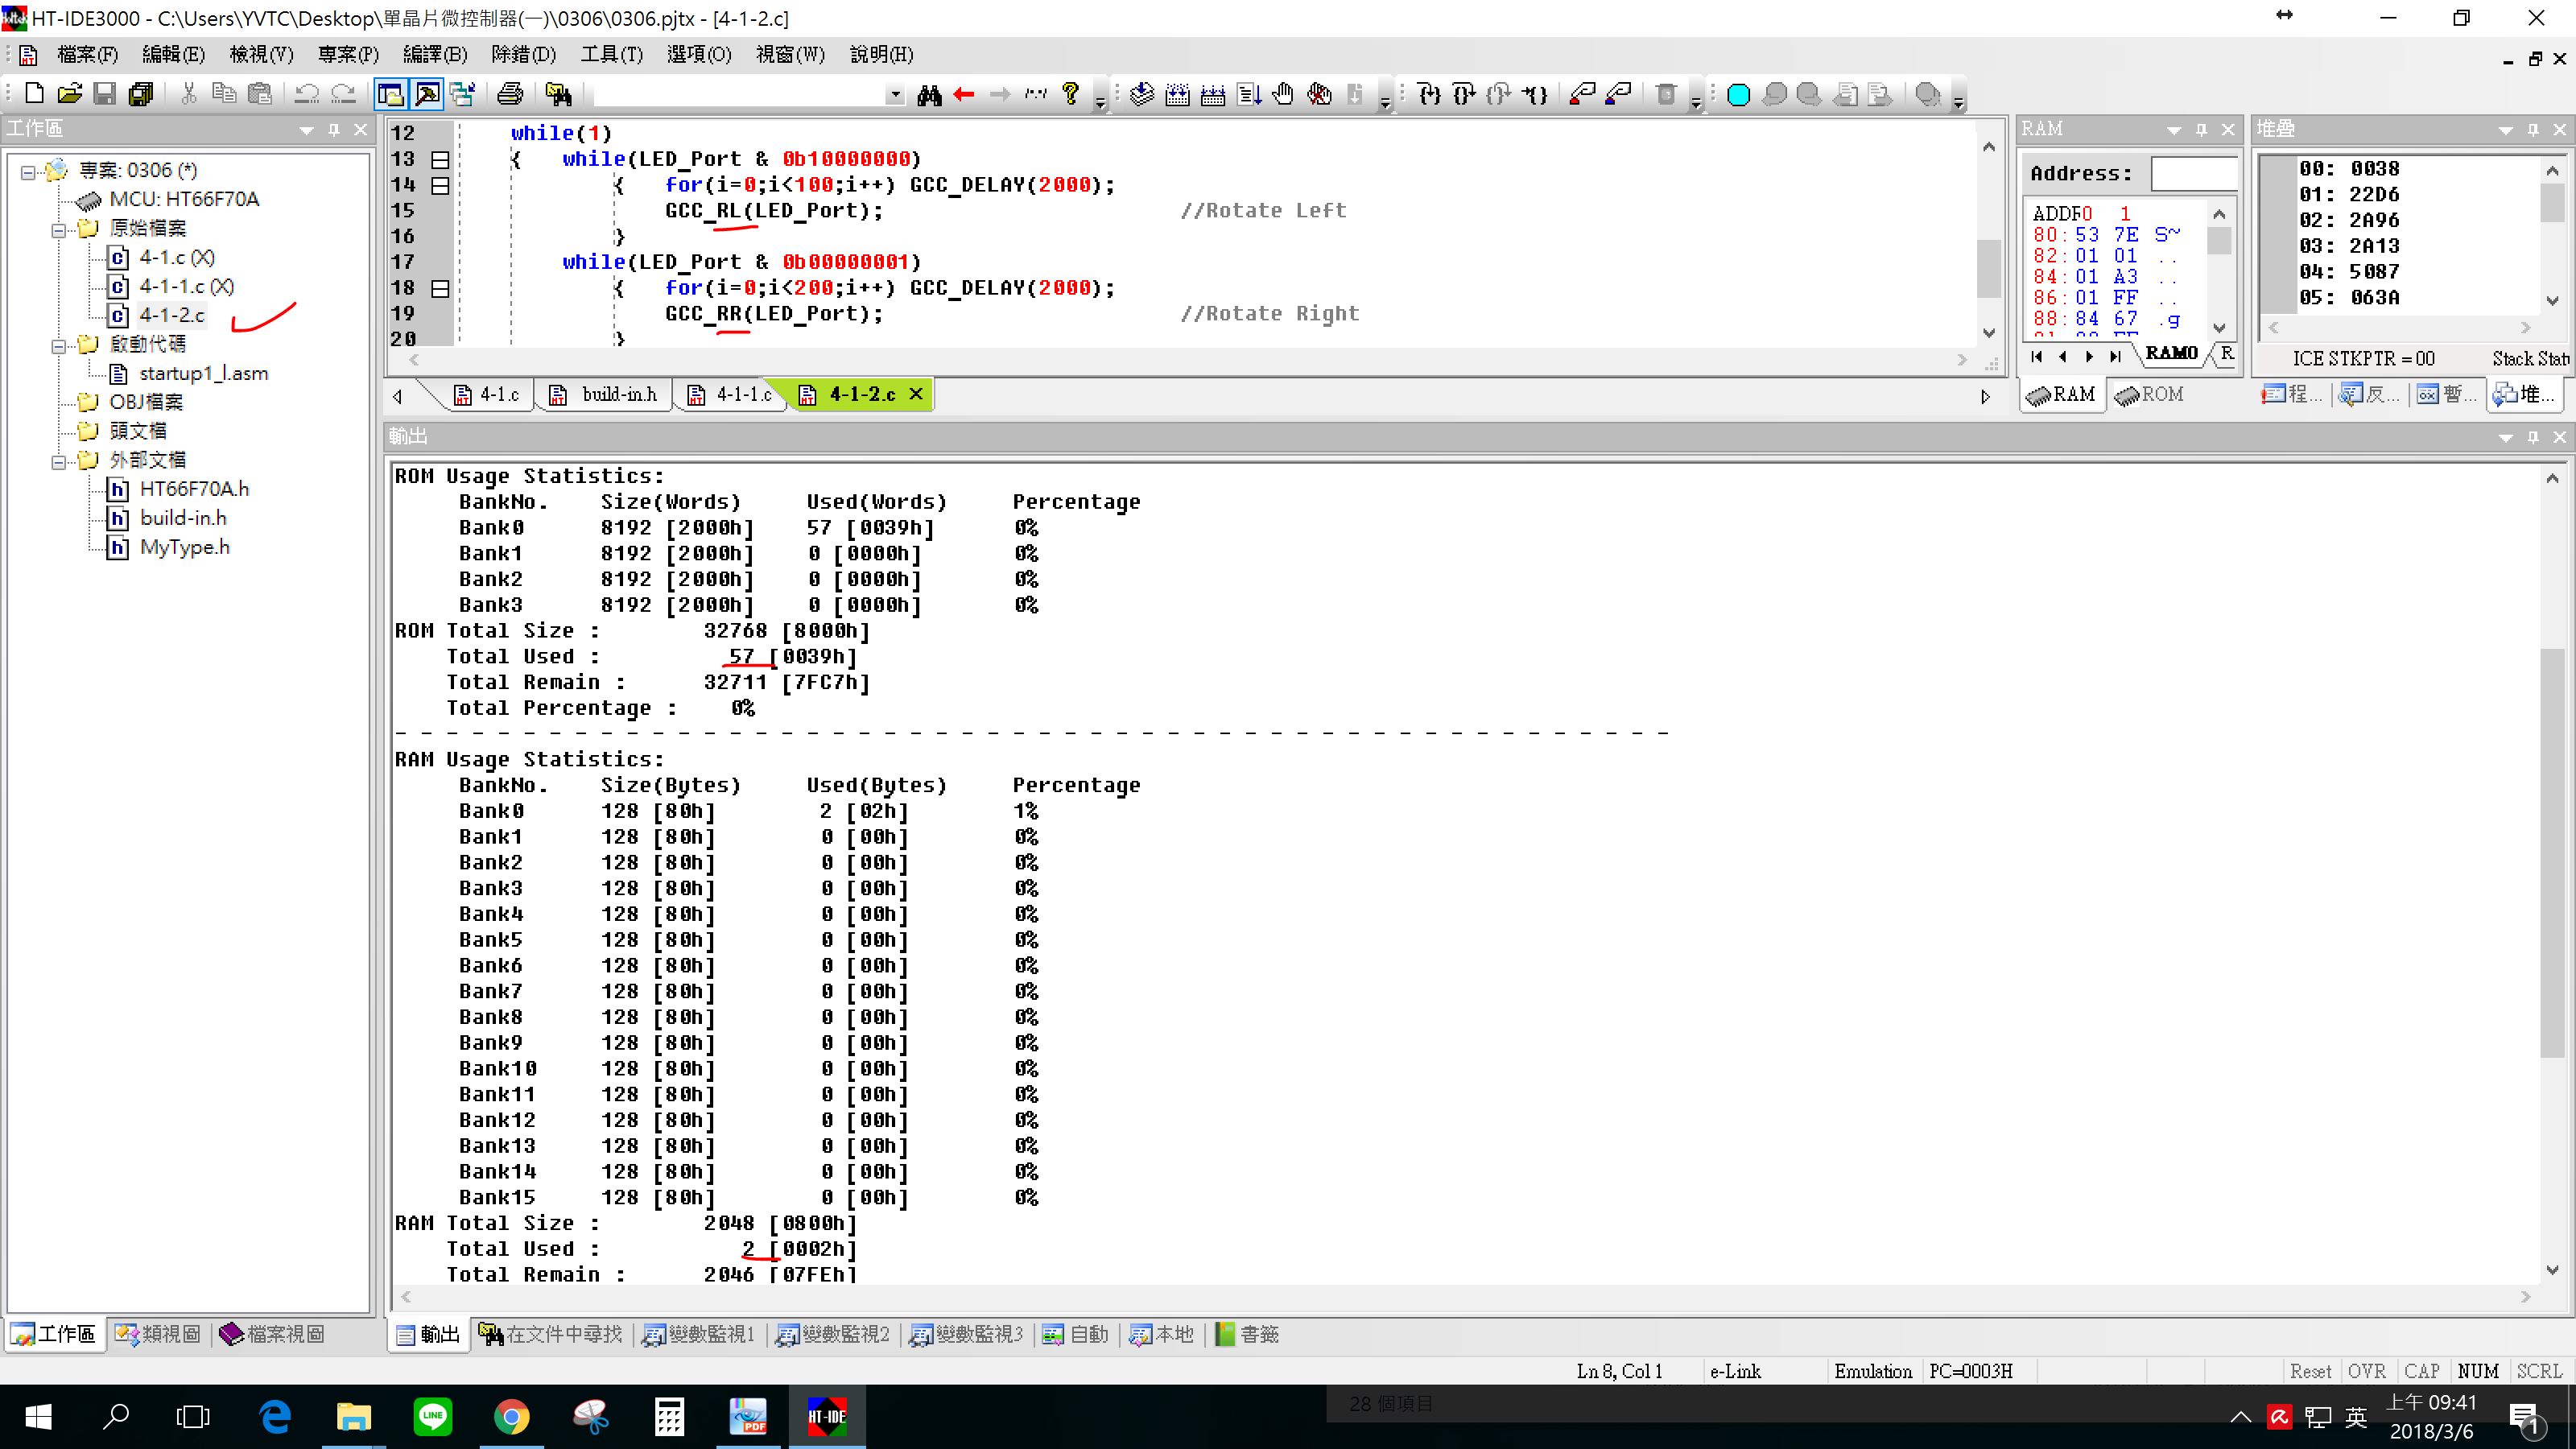 HT-IDE3000 - C:\Users\YVTC\Desktop\單晶片微控制器(一)\0306\0306.pjtx - [4-1-2.c]
檔案(F) 編輯(E) 檢視(V) 專案(P) 編譯(B) 除錯(D) 工具(T) 選項(O) 視窗(W) 說明(H)
工作區
專案: 0306 (*)
MCU: HT66F70A
原始檔案
4-1.c (X)
4-1-1.c (X)
4-1-2.c
啟動代碼
startup1_l.asm
OBJ檔案
頭文檔
外部文檔
HT66F70A.h
build-in.h
MyType.h
工作區 類視圖 檔案視圖
12 while(1)
13 { while(LED_Port & 0b10000000)
14 { for(i=0;i<100;i++) GCC_DELAY(2000);
15 GCC_RL(LED_Port); //Rotate Left
16 }
17 while(LED_Port & 0b00000001)
18 { for(i=0;i<200;i++) GCC_DELAY(2000);
19 GCC_RR(LED_Port); //Rotate Right
20 }
4-1.c build-in.h 4-1-1.c 4-1-2.c
RAM
Address:
ADDR 0 1
80: 53 7E S~
82: 01 01 ..
84: 01 A3 ..
86: 01 FF ..
88: 84 67 .g
RAM0 R
RAM ROM
堆疊
00: 0038
01: 22D6
02: 2A96
03: 2A13
04: 5087
05: 063A
ICE STKPTR = 00 Stack Stat
程... 反... 暫... 堆...
輸出
ROM Usage Statistics:
BankNo. Size(Words) Used(Words) Percentage
Bank0 8192 [2000h] 57 [0039h] 0%
Bank1 8192 [2000h] 0 [0000h] 0%
Bank2 8192 [2000h] 0 [0000h] 0%
Bank3 8192 [2000h] 0 [0000h] 0%
ROM Total Size : 32768 [8000h]
Total Used : 57 [0039h]
Total Remain : 32711 [7FC7h]
Total Percentage : 0%
- - - - - - - - - - - - - - - - - - - - - - - - - - - - - - - - - - - - - - - - - - - - - - - - - -
RAM Usage Statistics:
BankNo. Size(Bytes) Used(Bytes) Percentage
Bank0 128 [80h] 2 [02h] 1%
Bank1 128 [80h] 0 [00h] 0%
Bank2 128 [80h] 0 [00h] 0%
Bank3 128 [80h] 0 [00h] 0%
Bank4 128 [80h] 0 [00h] 0%
Bank5 128 [80h] 0 [00h] 0%
Bank6 128 [80h] 0 [00h] 0%
Bank7 128 [80h] 0 [00h] 0%
Bank8 128 [80h] 0 [00h] 0%
Bank9 128 [80h] 0 [00h] 0%
Bank10 128 [80h] 0 [00h] 0%
Bank11 128 [80h] 0 [00h] 0%
Bank12 128 [80h] 0 [00h] 0%
Bank13 128 [80h] 0 [00h] 0%
Bank14 128 [80h] 0 [00h] 0%
Bank15 128 [80h] 0 [00h] 0%
RAM Total Size : 2048 [0800h]
Total Used : 2 [0002h]
Total Remain : 2046 [07FEh]
輸出 在文件中尋找 變數監視1 變數監視2 變數監視3 自動 本地 書籤
Ln 8, Col 1 e-Link Emulation PC=0003H Reset OVR CAP NUM SCRL
28 個項目
LINE
PDF
HT-IDE
英
上午 09:41
2018/3/6
1